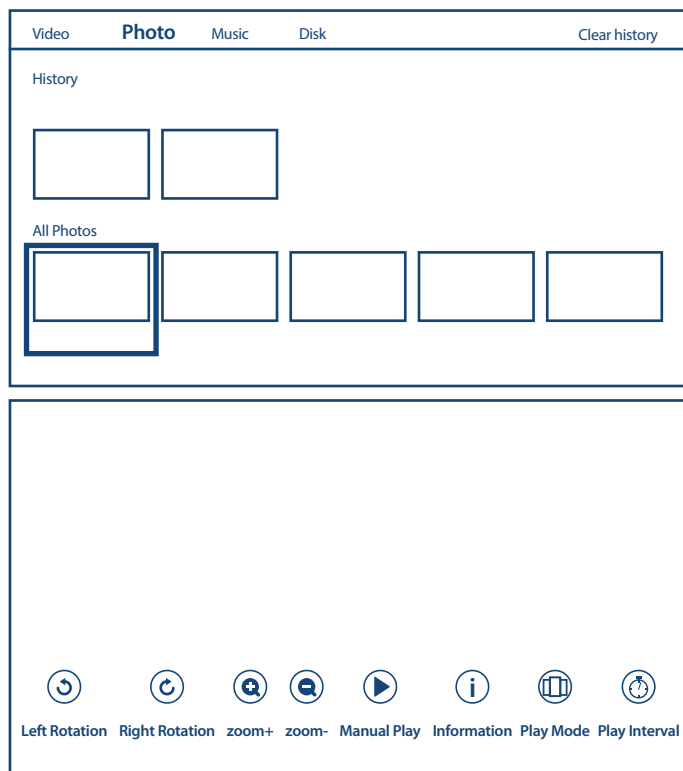 Video Photo Music Disk Clear history
History
All Photos
Left Rotation Right Rotation zoom+ zoom- Manual Play Information Play Mode Play Interval